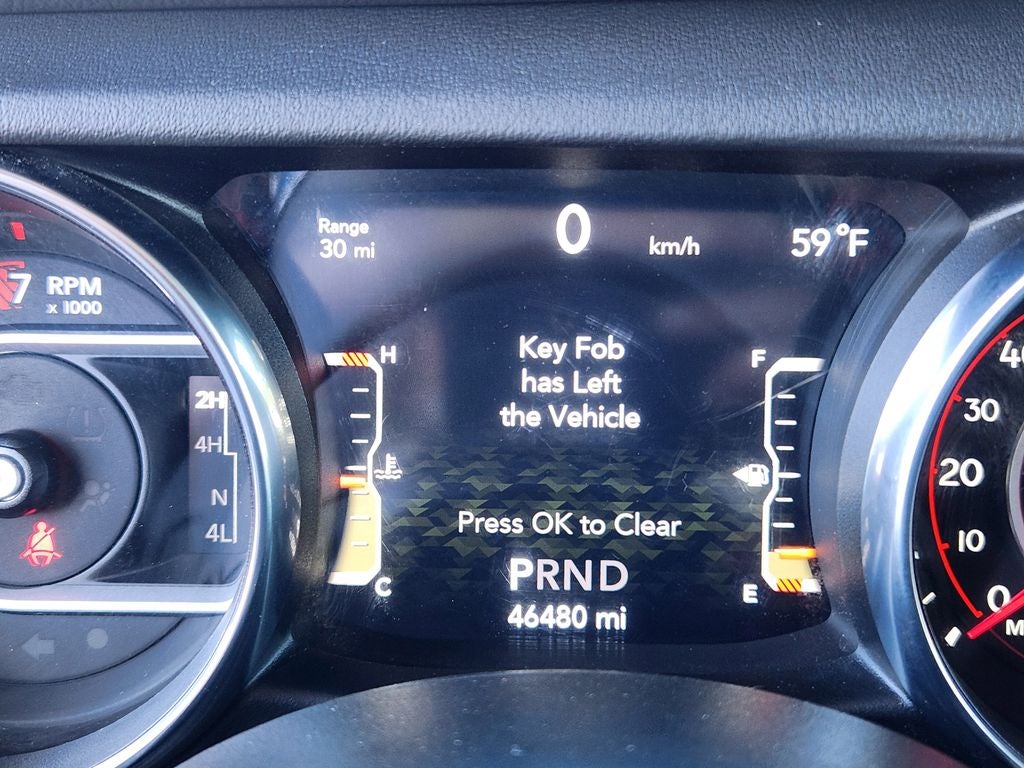 Range
30 mi
0
km/h
59°F
7
RPM
x 1000
2H
4H
N
4L
H
C
Key Fob
has Left
the Vehicle
Press OK to Clear
PRND
46480 mi
F
E
40
30
20
10
0
M